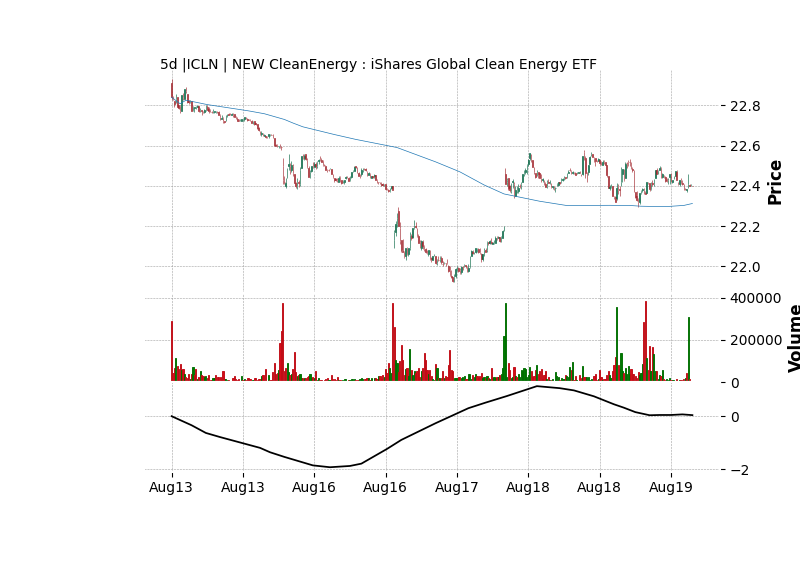 5d |ICLN | NEW CleanEnergy : iShares Global Clean Energy ETF
22.8
22.6
22.4
22.2
22.0
Price
400000
200000
0
Volume
0
−2
Aug13 Aug13 Aug16 Aug16 Aug17 Aug18 Aug18 Aug19